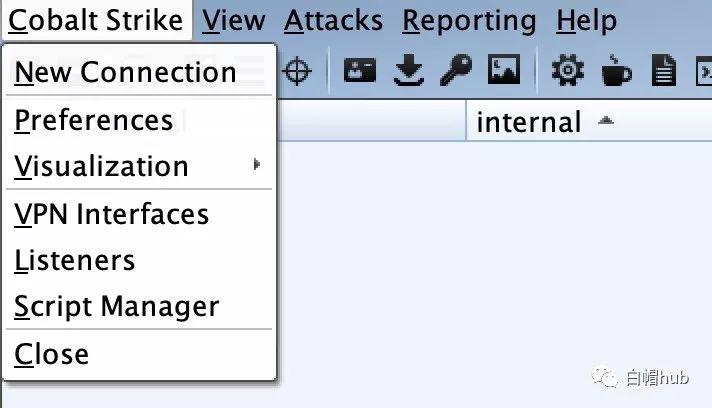 Cobalt Strike View Attacks Reporting Help
New Connection
Preferences
internal
Visualization
VPN Interfaces
Listeners
Script Manager
Close
白帽hub